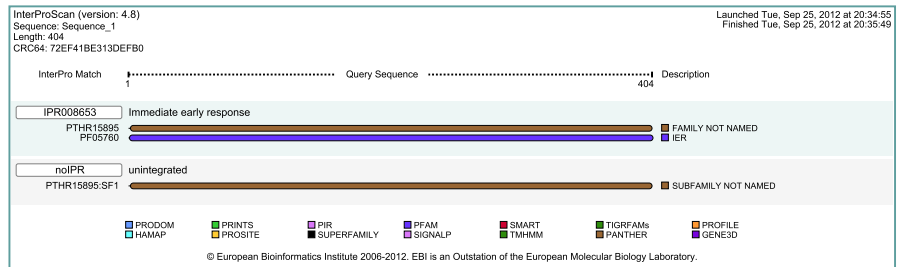 InterProScan (version: 4.8)
Sequence: Sequence_1
Length: 404
CRC64: 72EF41BE313DEFB0
Launched Tue, Sep 25, 2012 at 20:34:55
Finished Tue, Sep 25, 2012 at 20:35:49
InterPro Match Query Sequence Description
1 404
IPR008653 Immediate early response
PTHR15895 FAMILY NOT NAMED
PF05760 IER
noIPR unintegrated
PTHR15895:SF1 SUBFAMILY NOT NAMED
PRODOM PRINTS PIR PFAM SMART TIGRFAMs PROFILE
HAMAP PROSITE SUPERFAMILY SIGNALP TMHMM PANTHER GENE3D
© European Bioinformatics Institute 2006-2012. EBI is an Outstation of the European Molecular Biology Laboratory.